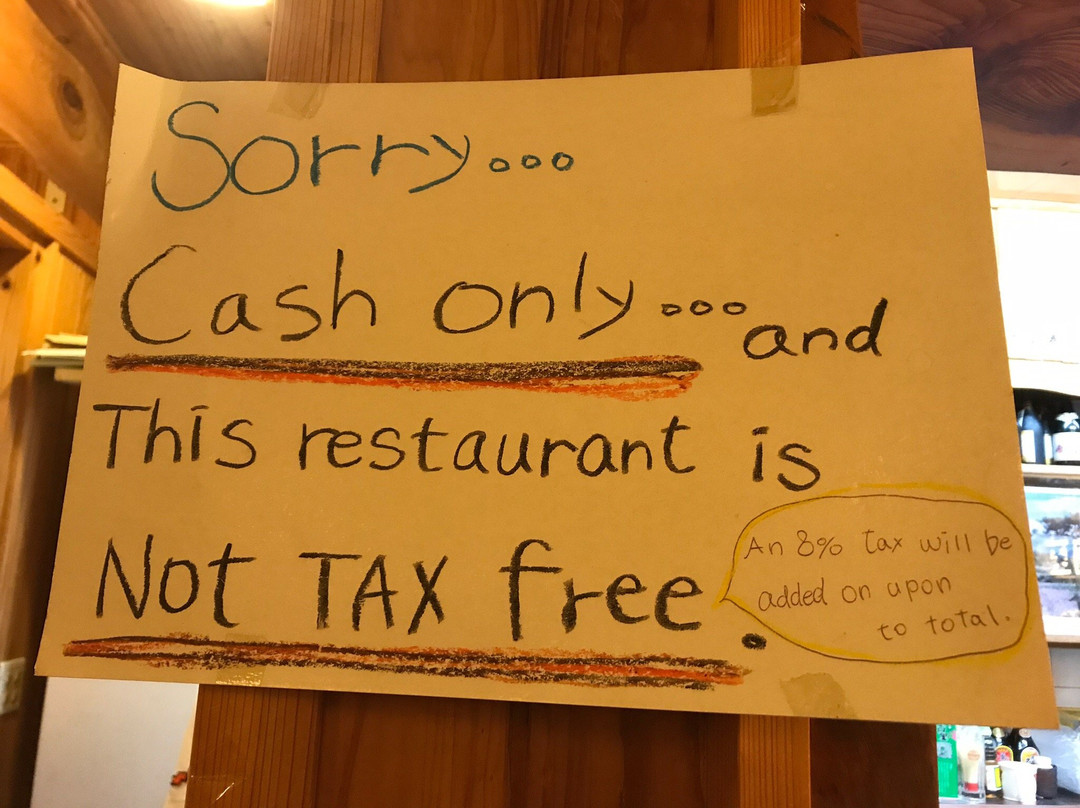 Sorry...
Cash only... and
This restaurant is
Not TAX free.
An 8% tax will be
added on upon
to total.